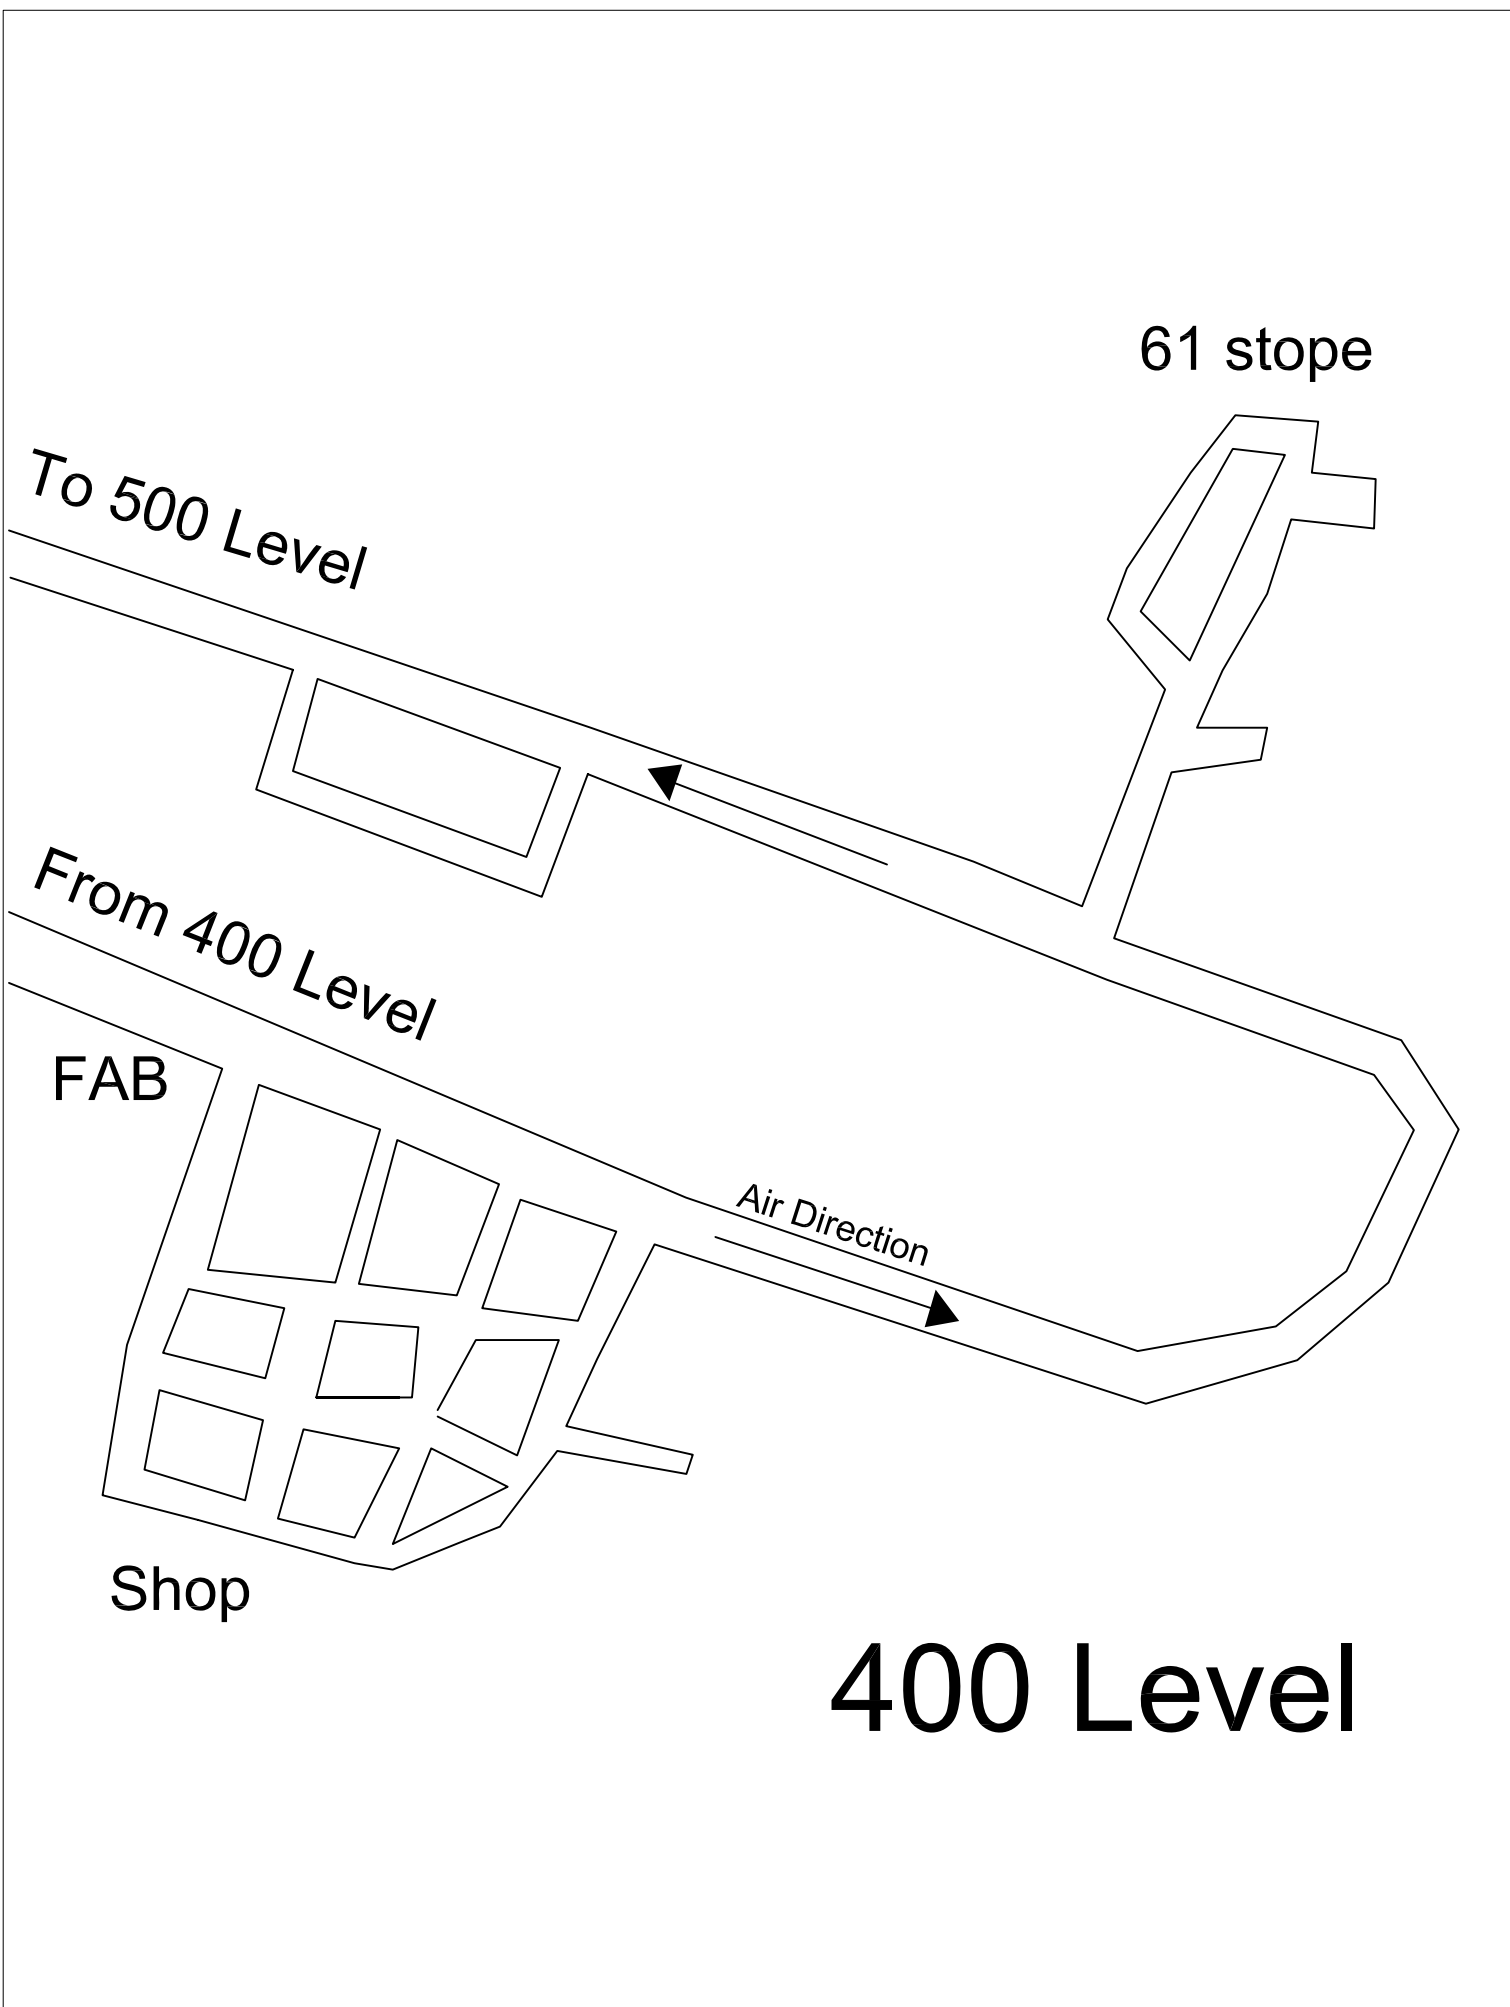 61 stope
To 500 Level
From 400 Level
FAB
Air Direction
Shop
400 Level